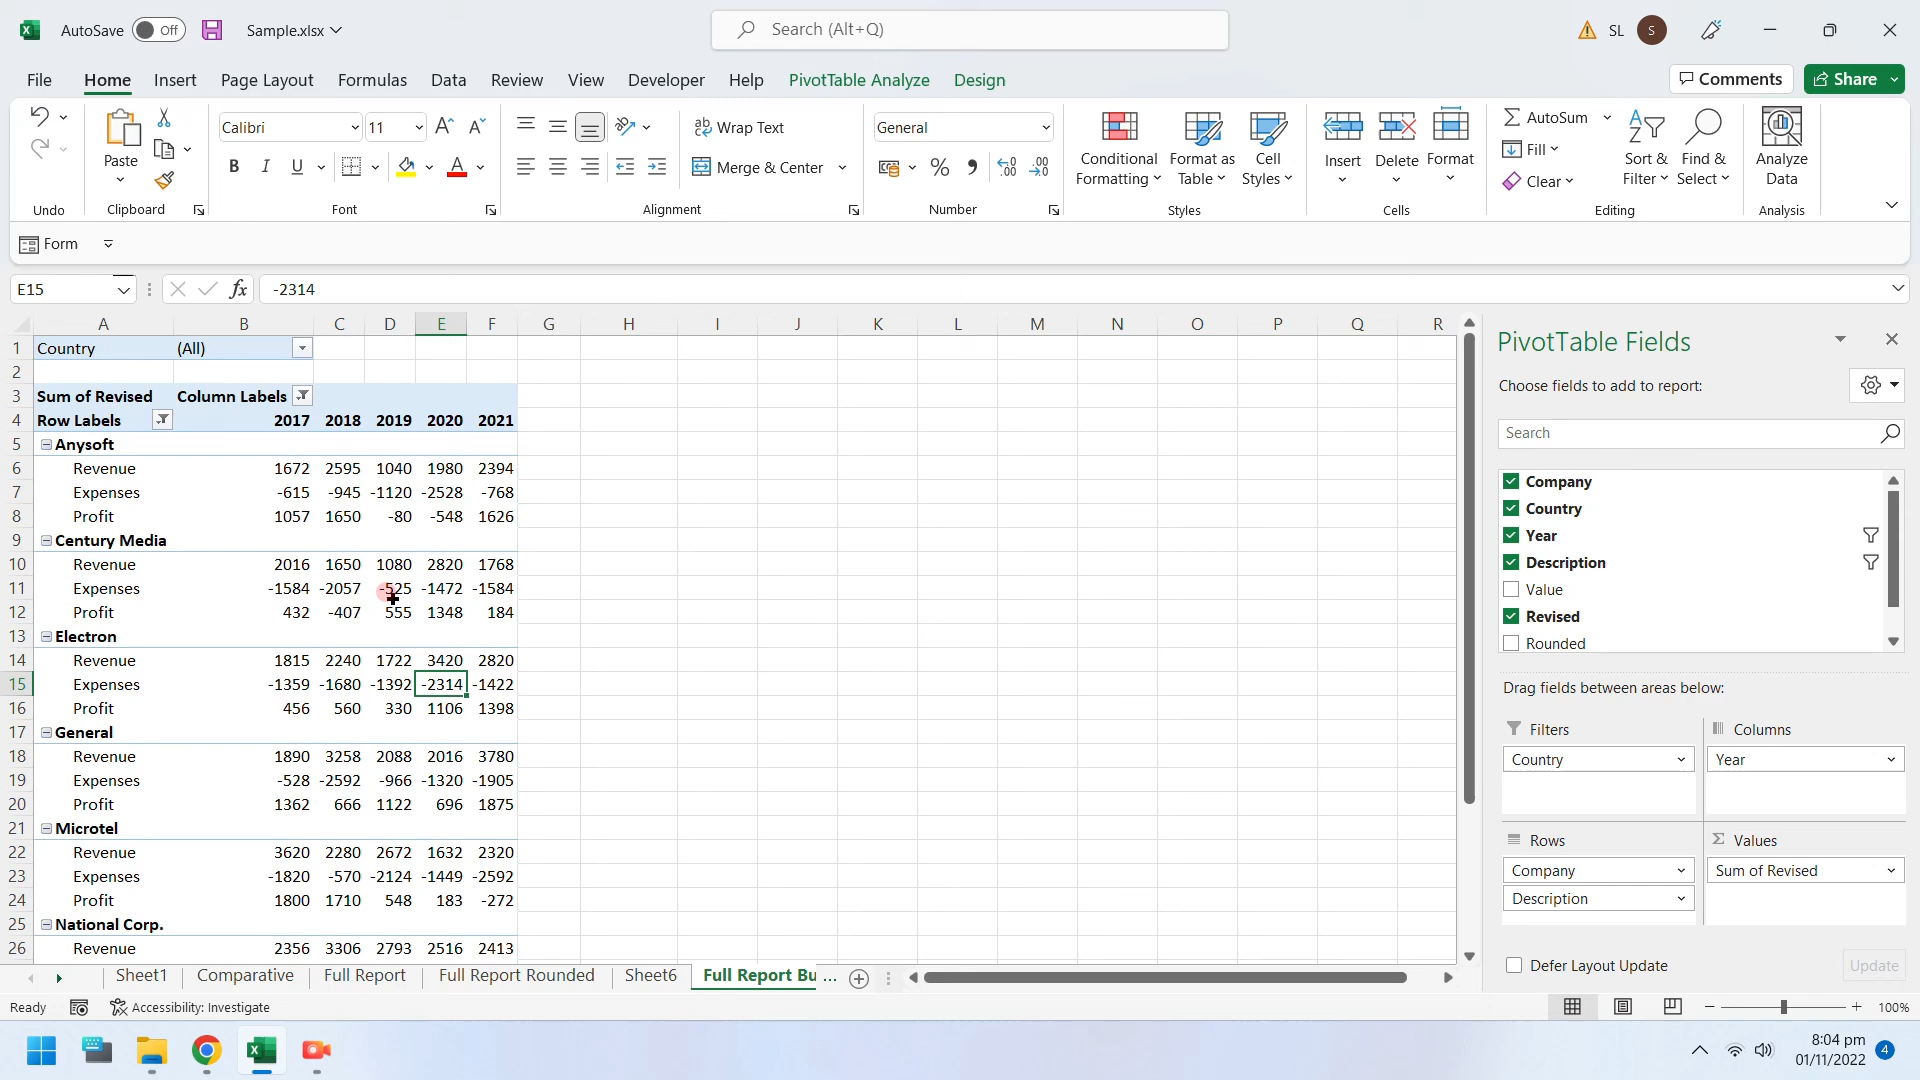 AutoSave Off Sample.xlsx Search (Alt+Q) SL S
File Home Insert Page Layout Formulas Data Review View Developer Help PivotTable Analyze Design Comments Share
Paste Calibri 11 Wrap Text General Conditional Formatting Format as Table Cell Styles Insert Delete Format AutoSum Sort & Filter Find & Select Analyze Data
B I U Merge & Center Fill Clear
Undo Clipboard Font Alignment Number Styles Cells Editing Analysis
Form
E15 fx -2314
A B C D E F G H I J K L M N O P Q R
1 Country (All)
2
3 Sum of Revised Column Labels
4 Row Labels 2017 2018 2019 2020 2021
5 Anysoft
6 Revenue 1672 2595 1040 1980 2394
7 Expenses -615 -945 -1120 -2528 -768
8 Profit 1057 1650 -80 -548 1626
9 Century Media
10 Revenue 2016 1650 1080 2820 1768
11 Expenses -1584 -2057 -525 -1472 -1584
12 Profit 432 -407 555 1348 184
13 Electron
14 Revenue 1815 2240 1722 3420 2820
15 Expenses -1359 -1680 -1392 -2314 -1422
16 Profit 456 560 330 1106 1398
17 General
18 Revenue 1890 3258 2088 2016 3780
19 Expenses -528 -2592 -966 -1320 -1905
20 Profit 1362 666 1122 696 1875
21 Microtel
22 Revenue 3620 2280 2672 1632 2320
23 Expenses -1820 -570 -2124 -1449 -2592
24 Profit 1800 1710 548 183 -272
25 National Corp.
26 Revenue 2356 3306 2793 2516 2413
PivotTable Fields
Choose fields to add to report:
Search
Company
Country
Year
Description
Value
Revised
Rounded
Drag fields between areas below:
Filters Columns
Country Year
Rows Values
Company Sum of Revised
Description
Defer Layout Update Update
Sheet1 Comparative Full Report Full Report Rounded Sheet6 Full Report Bu ...
Ready Accessibility: Investigate 100%
8:04 pm
01/11/2022 4